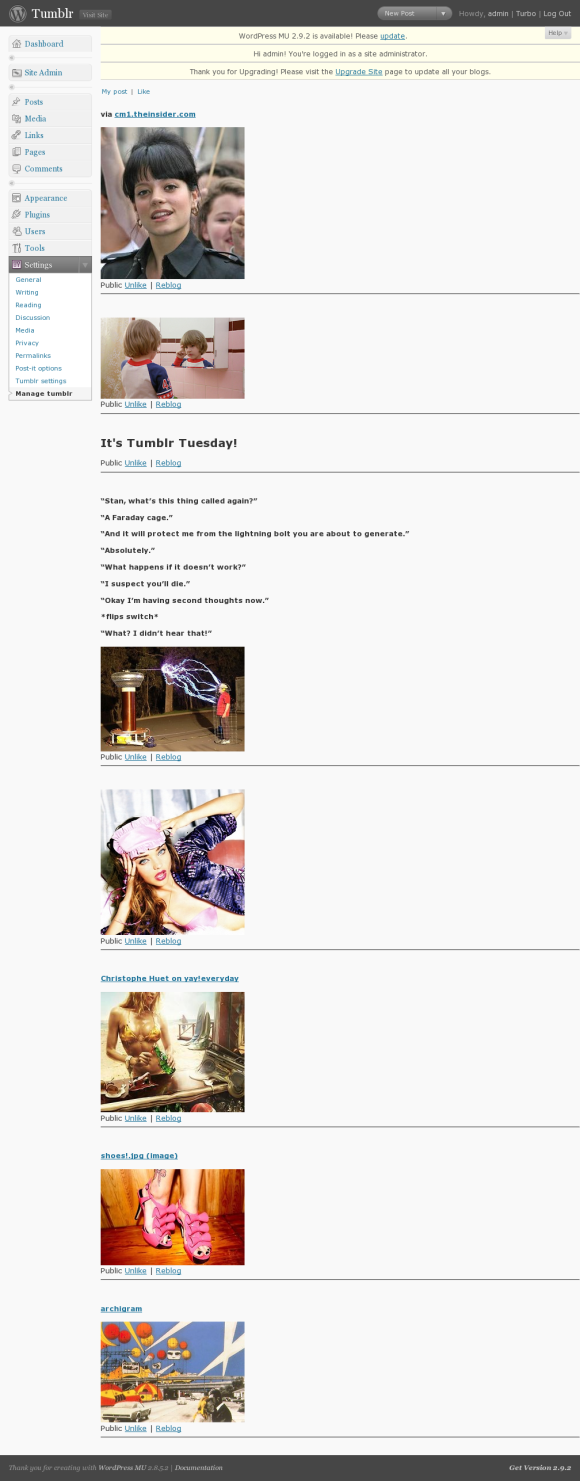 Tumblr Visit Site New Post Howdy, admin | Turbo | Log Out
WordPress MU 2.9.2 is available! Please update. Help
Hi admin! You're logged in as a site administrator.
Thank you for Upgrading! Please visit the Upgrade Site page to update all your blogs.
Dashboard
Site Admin
Posts
Media
Links
Pages
Comments
Appearance
Plugins
Users
Tools
Settings
General
Writing
Reading
Discussion
Media
Privacy
Permalinks
Post-it options
Tumblr settings
Manage tumblr
My post | Like
via cm1.theinsider.com
Public Unlike | Reblog
Public Unlike | Reblog
It's Tumblr Tuesday!
Public Unlike | Reblog
“Stan, what’s this thing called again?”
“A Faraday cage.”
“And it will protect me from the lightning bolt you are about to generate.”
“Absolutely.”
“What happens if it doesn’t work?”
“I suspect you’ll die.”
“Okay I’m having second thoughts now.”
*flips switch*
“What? I didn’t hear that!”
Public Unlike | Reblog
Public Unlike | Reblog
Christophe Huet on yay!everyday
Public Unlike | Reblog
shoes!.jpg (image)
Public Unlike | Reblog
archigram
Public Unlike | Reblog
Thank you for creating with WordPress MU 2.8.5.2 | Documentation Get Version 2.9.2